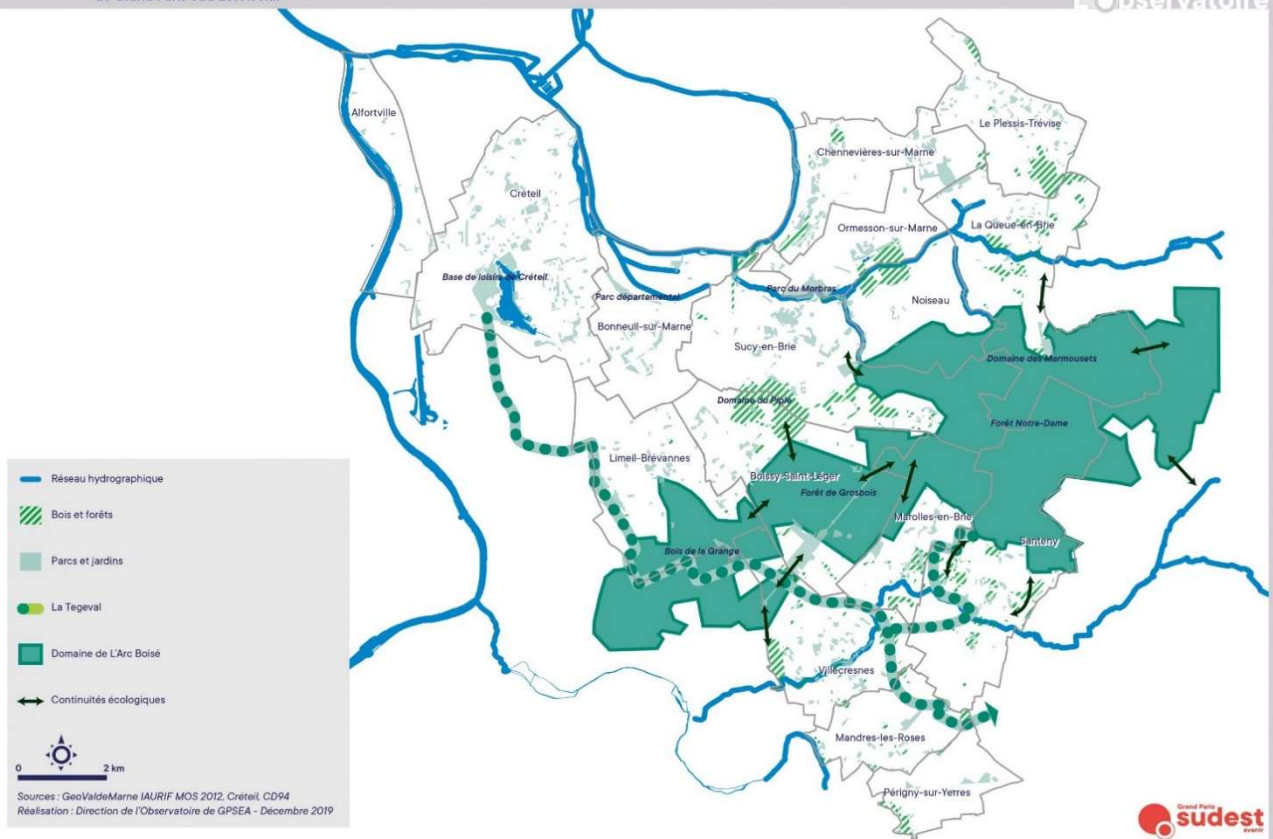 L'Observatoire
Alfortville
Le Plessis-Trévise
Chennevières-sur-Marne
Créteil
Ormesson-sur-Marne
La Queue-en-Brie
Base de loisirs de Créteil
Parc départemental
Parc du Morbras
Noiseau
Bonneuil-sur-Marne
Sucy-en-Brie
Domaine des Marmousets
Domaine du Piple
Forêt Notre-Dame
Limeil-Brévannes
Boissy-Saint-Léger
Forêt de Grosbois
Marolles-en-Brie
Santeny
Bois de la Grange
Villecresnes
Mandres-les-Roses
Périgny-sur-Yerres
Réseau hydrographique
Bois et forêts
Parcs et jardins
La Tegeval
Domaine de L'Arc Boisé
Continuités écologiques
0 2 km
Sources : GeoValdeMarne IAURIF MOS 2012, Créteil, CD94
Réalisation : Direction de l'Observatoire de GPSEA - Décembre 2019
Grand Paris
sudest
avenir